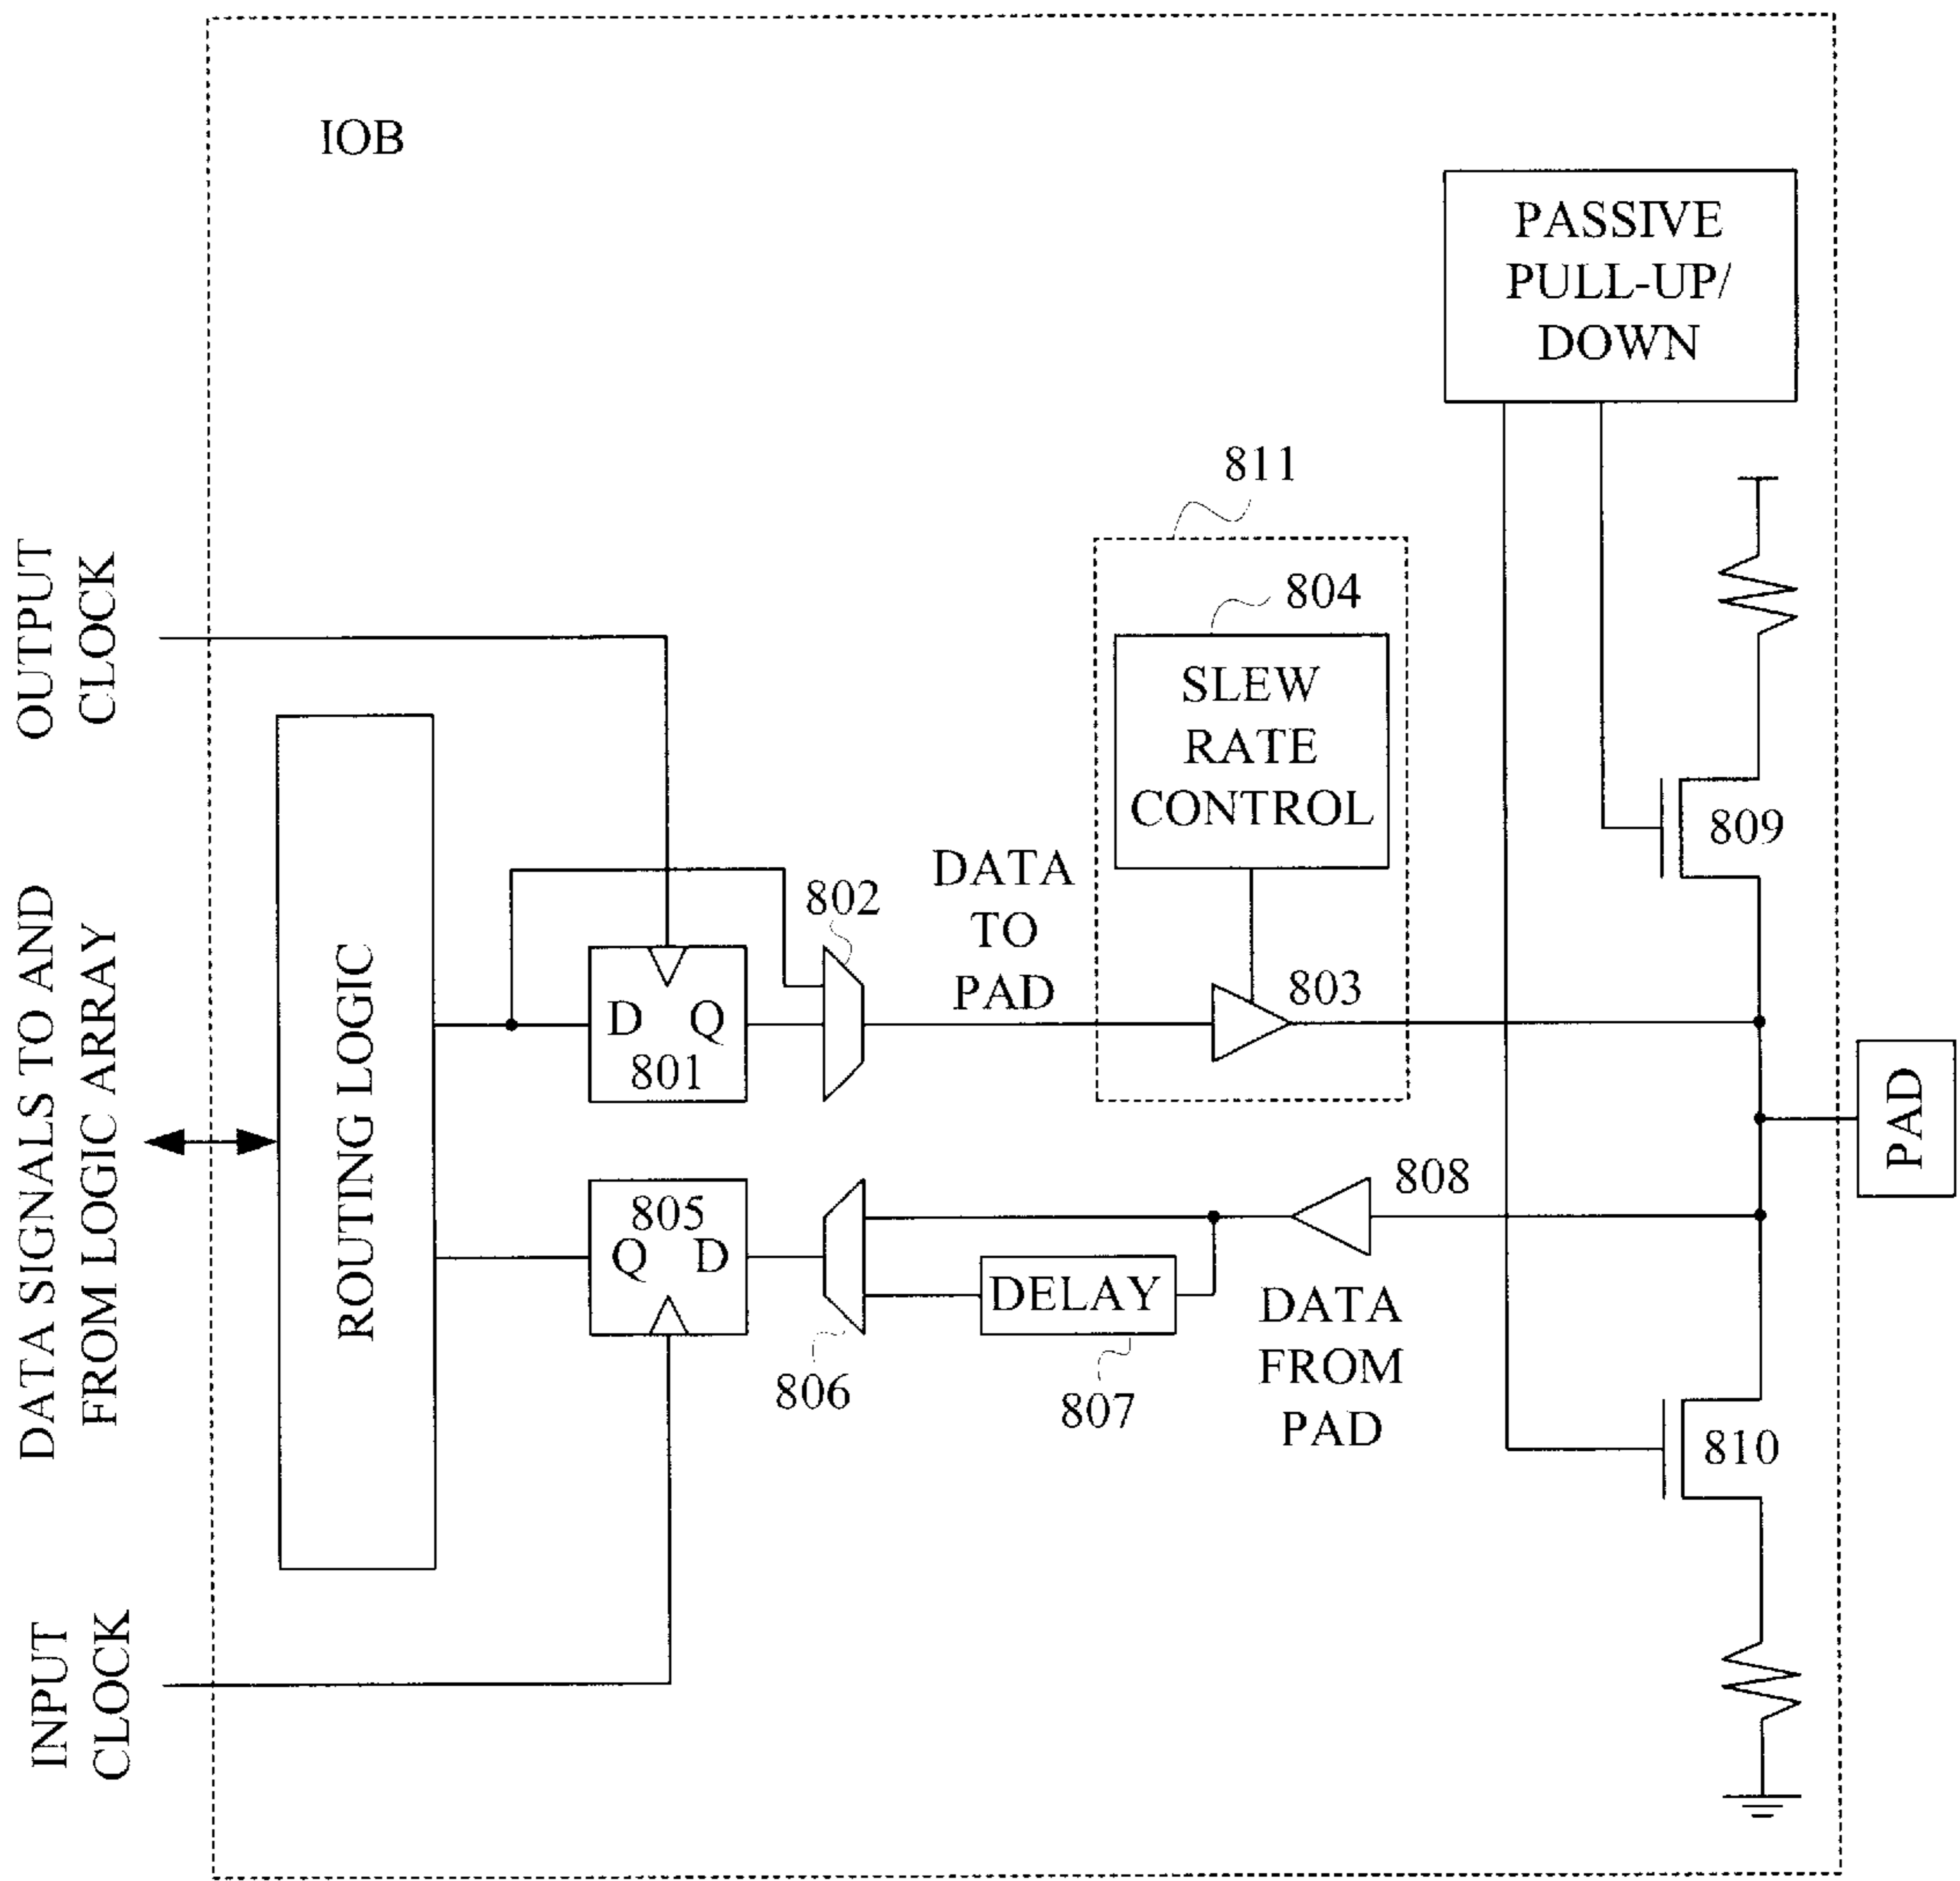 IOB
PASSIVE
PULL-UP/
DOWN
811
804
SLEW
RATE
CONTROL
OUTPUT
CLOCK
809
802
DATA
TO
PAD
803
D Q
801
DATA SIGNALS TO AND
FROM LOGIC ARRAY
ROUTING LOGIC
PAD
808
805
Q D
DELAY
806
807
DATA
FROM
PAD
810
INPUT
CLOCK